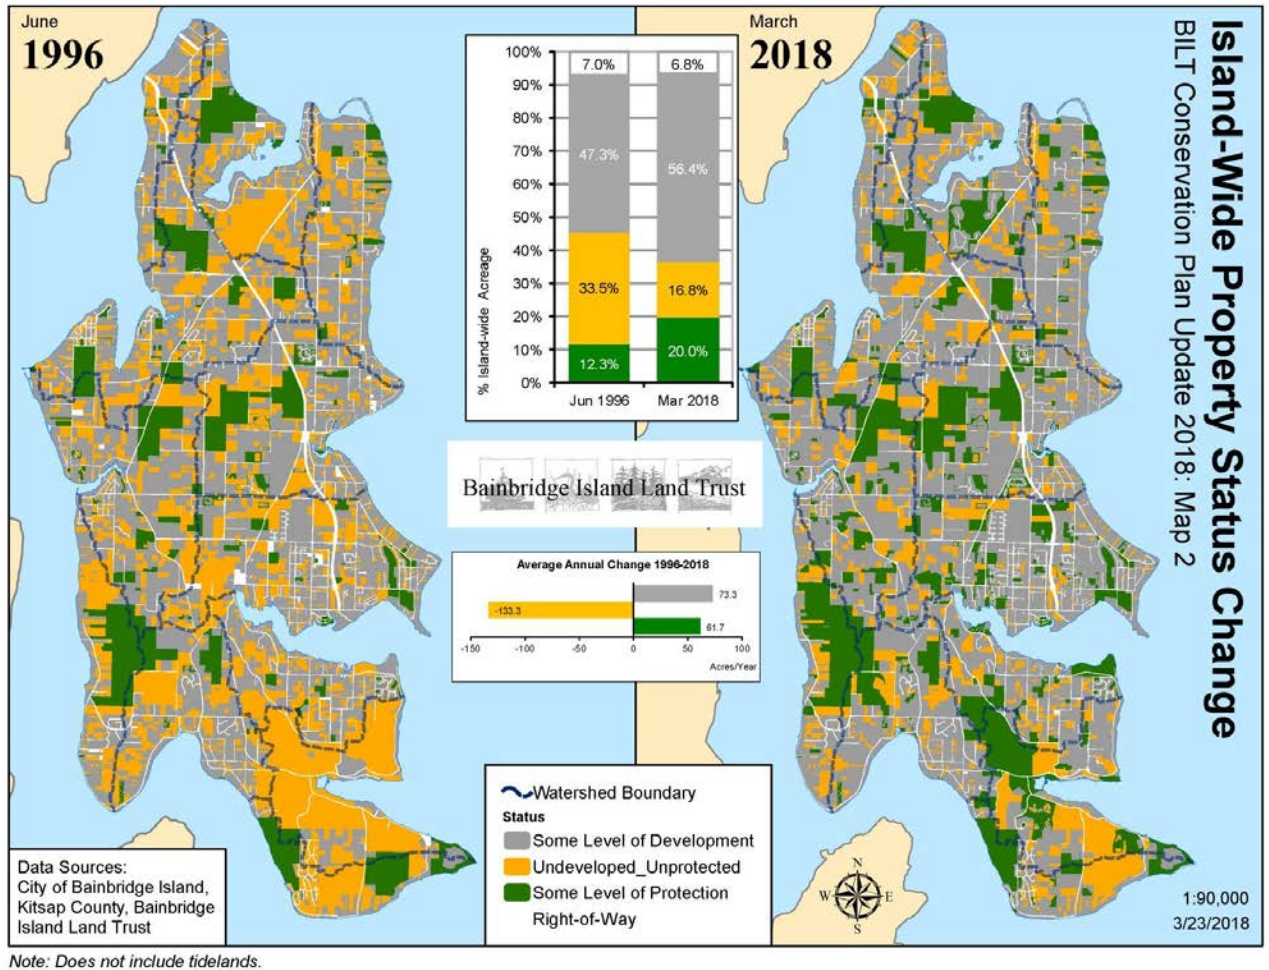 June
1996
March
2018
Island-Wide Property Status Change
BILT Conservation Plan Update 2018: Map 2
% Island-wide Acreage
100%
90%
80%
70%
60%
50%
40%
30%
20%
10%
0%
7.0%
47.3%
33.5%
12.3%
6.8%
56.4%
16.8%
20.0%
Jun 1996
Mar 2018
Bainbridge Island Land Trust
Average Annual Change 1996-2018
73.3
-133.3
61.7
-150 -100 -50 0 50 100
Acres/Year
Watershed Boundary
Status
Some Level of Development
Undeveloped_Unprotected
Some Level of Protection
Right-of-Way
Data Sources:
City of Bainbridge Island,
Kitsap County, Bainbridge
Island Land Trust
N
W E
S
1:90,000
3/23/2018
Note: Does not include tidelands.